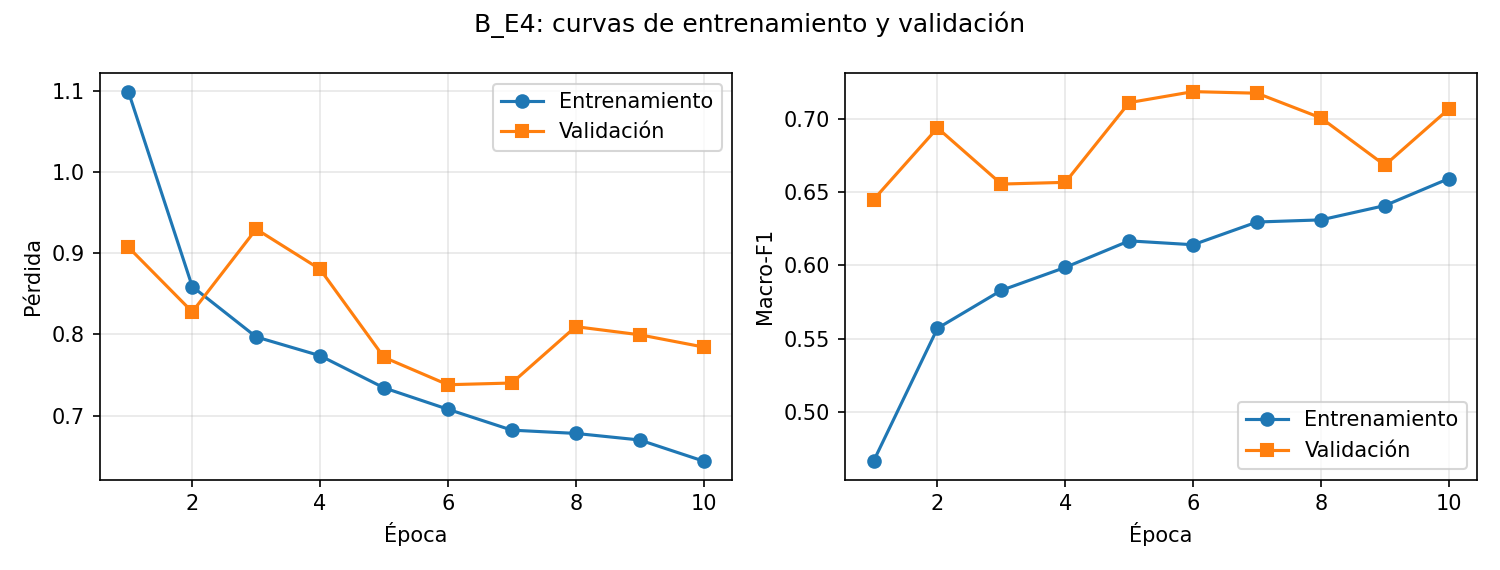 B_E4: curvas de entrenamiento y validación
Pérdida
1.1
1.0
0.9
0.8
0.7
2 4 6 8 10
Época
Entrenamiento
Validación
Macro-F1
0.70
0.65
0.60
0.55
0.50
2 4 6 8 10
Época
Entrenamiento
Validación